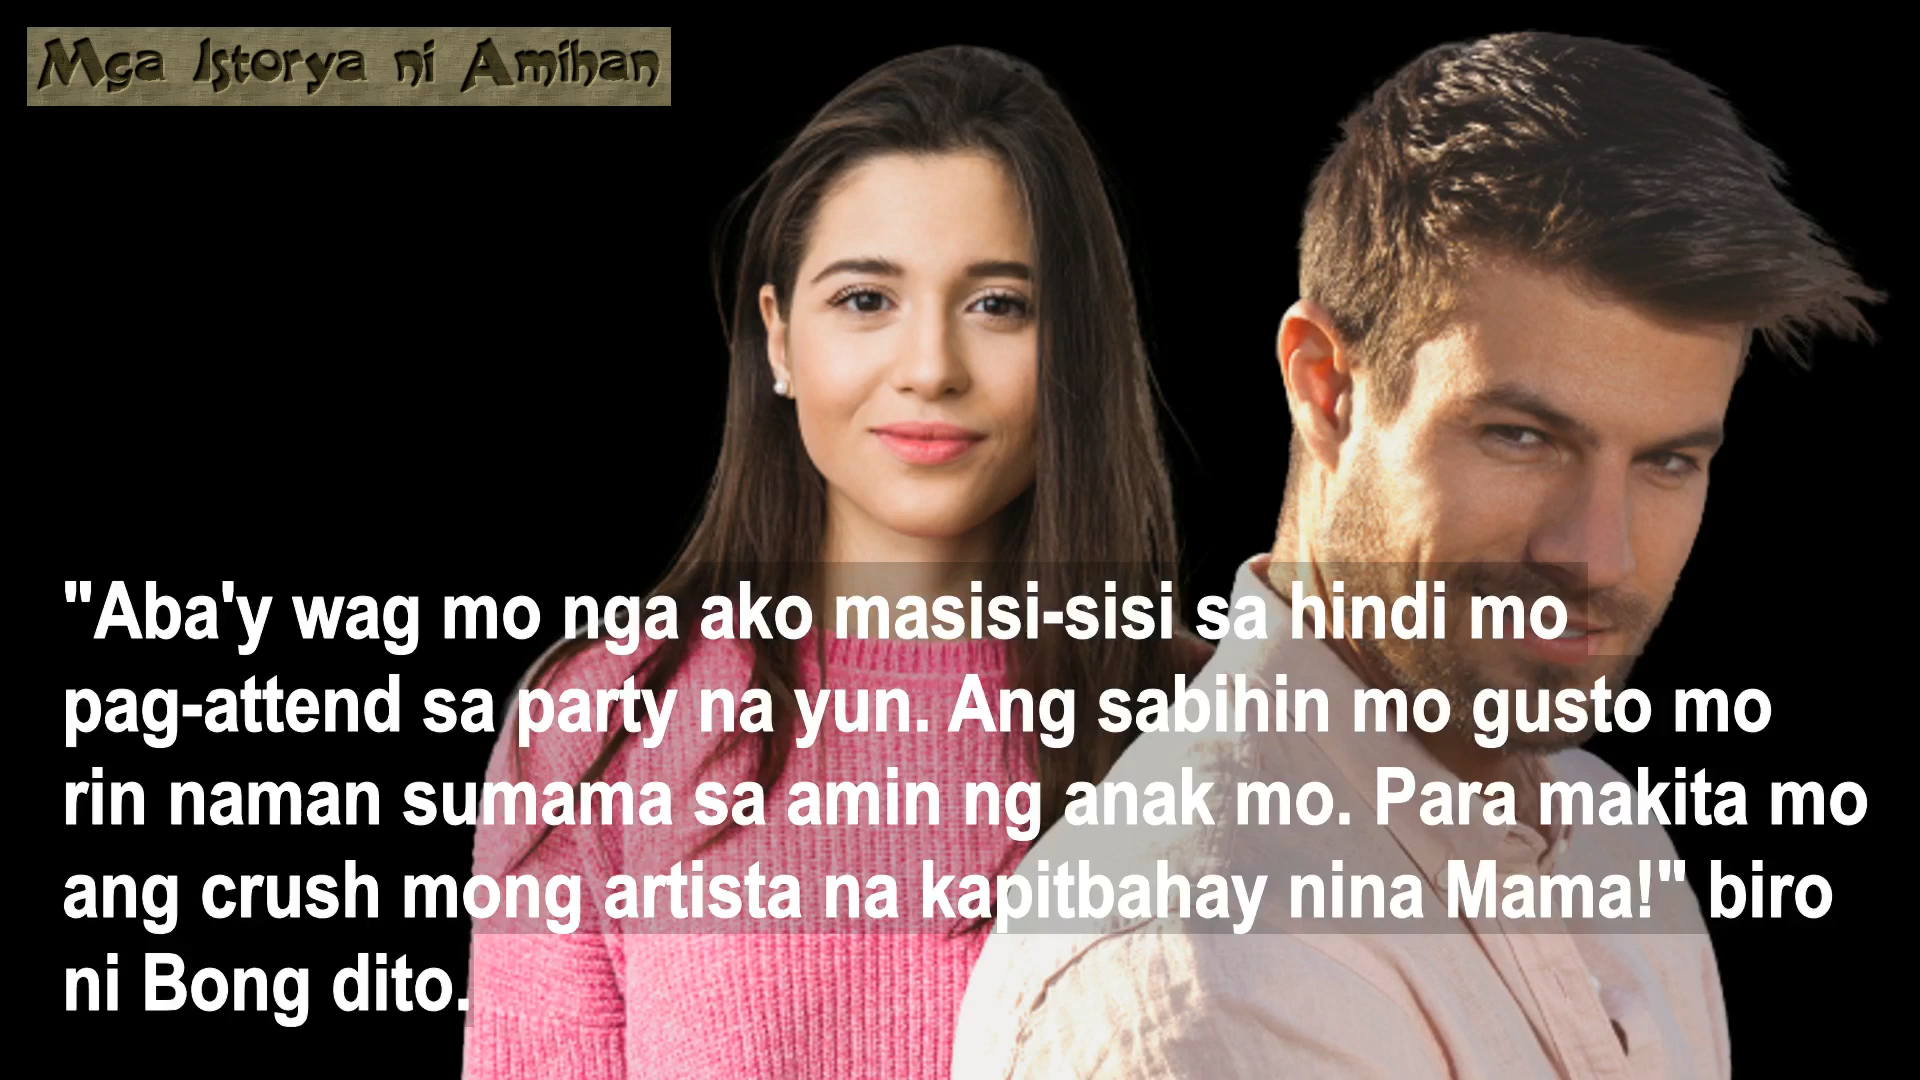 Mga Istorya ni Amihan
"Aba'y wag mo nga ako masisi-sisi sa hindi mo
pag-attend sa party na yun. Ang sabihin mo gusto mo
rin naman sumama sa amin ng anak mo. Para makita mo
ang crush mong artista na kapitbahay nina Mama!" biro
ni Bong dito.